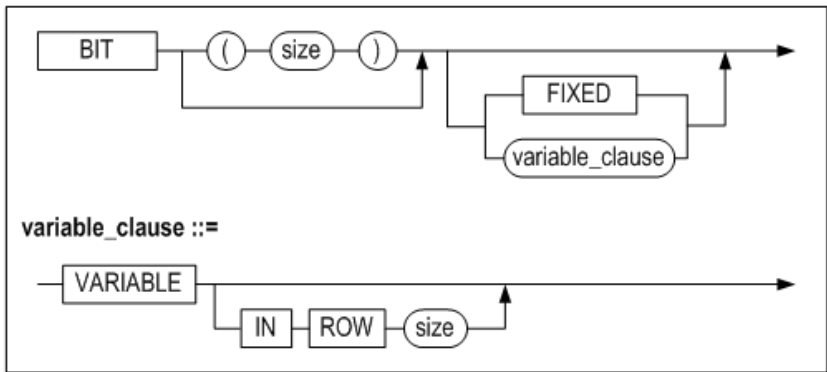 BIT ( size )
FIXED
variable_clause
variable_clause ::=
VARIABLE
IN ROW size